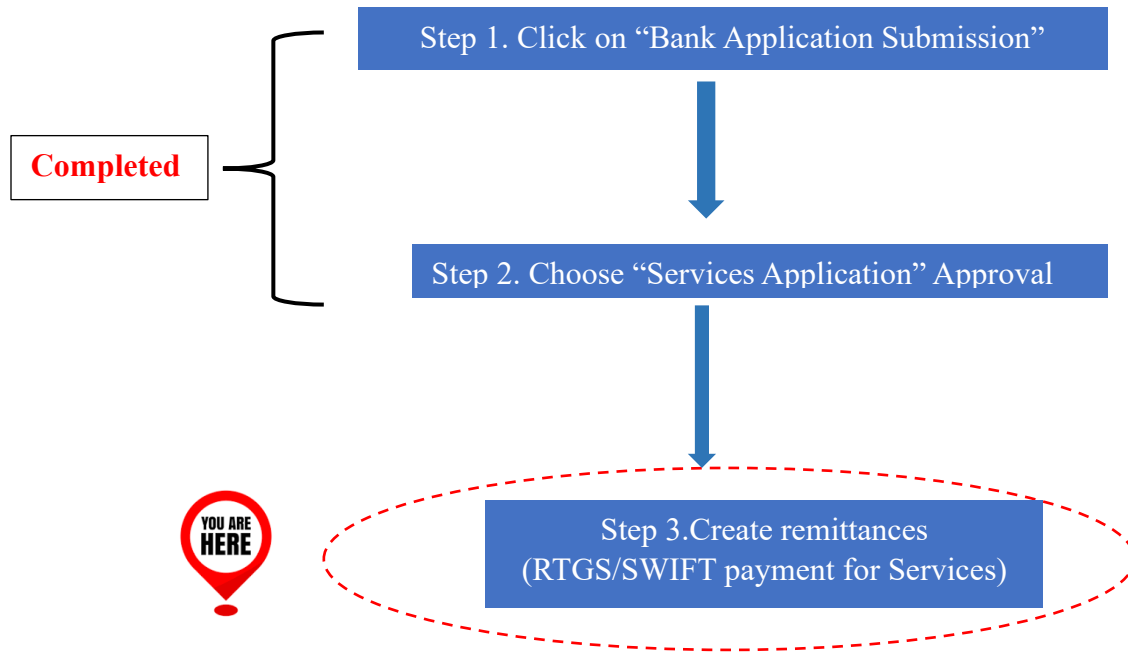 Step 1. Click on “Bank Application Submission”
Completed
Step 2. Choose “Services Application” Approval
YOU ARE
HERE
Step 3.Create remittances
(RTGS/SWIFT payment for Services)